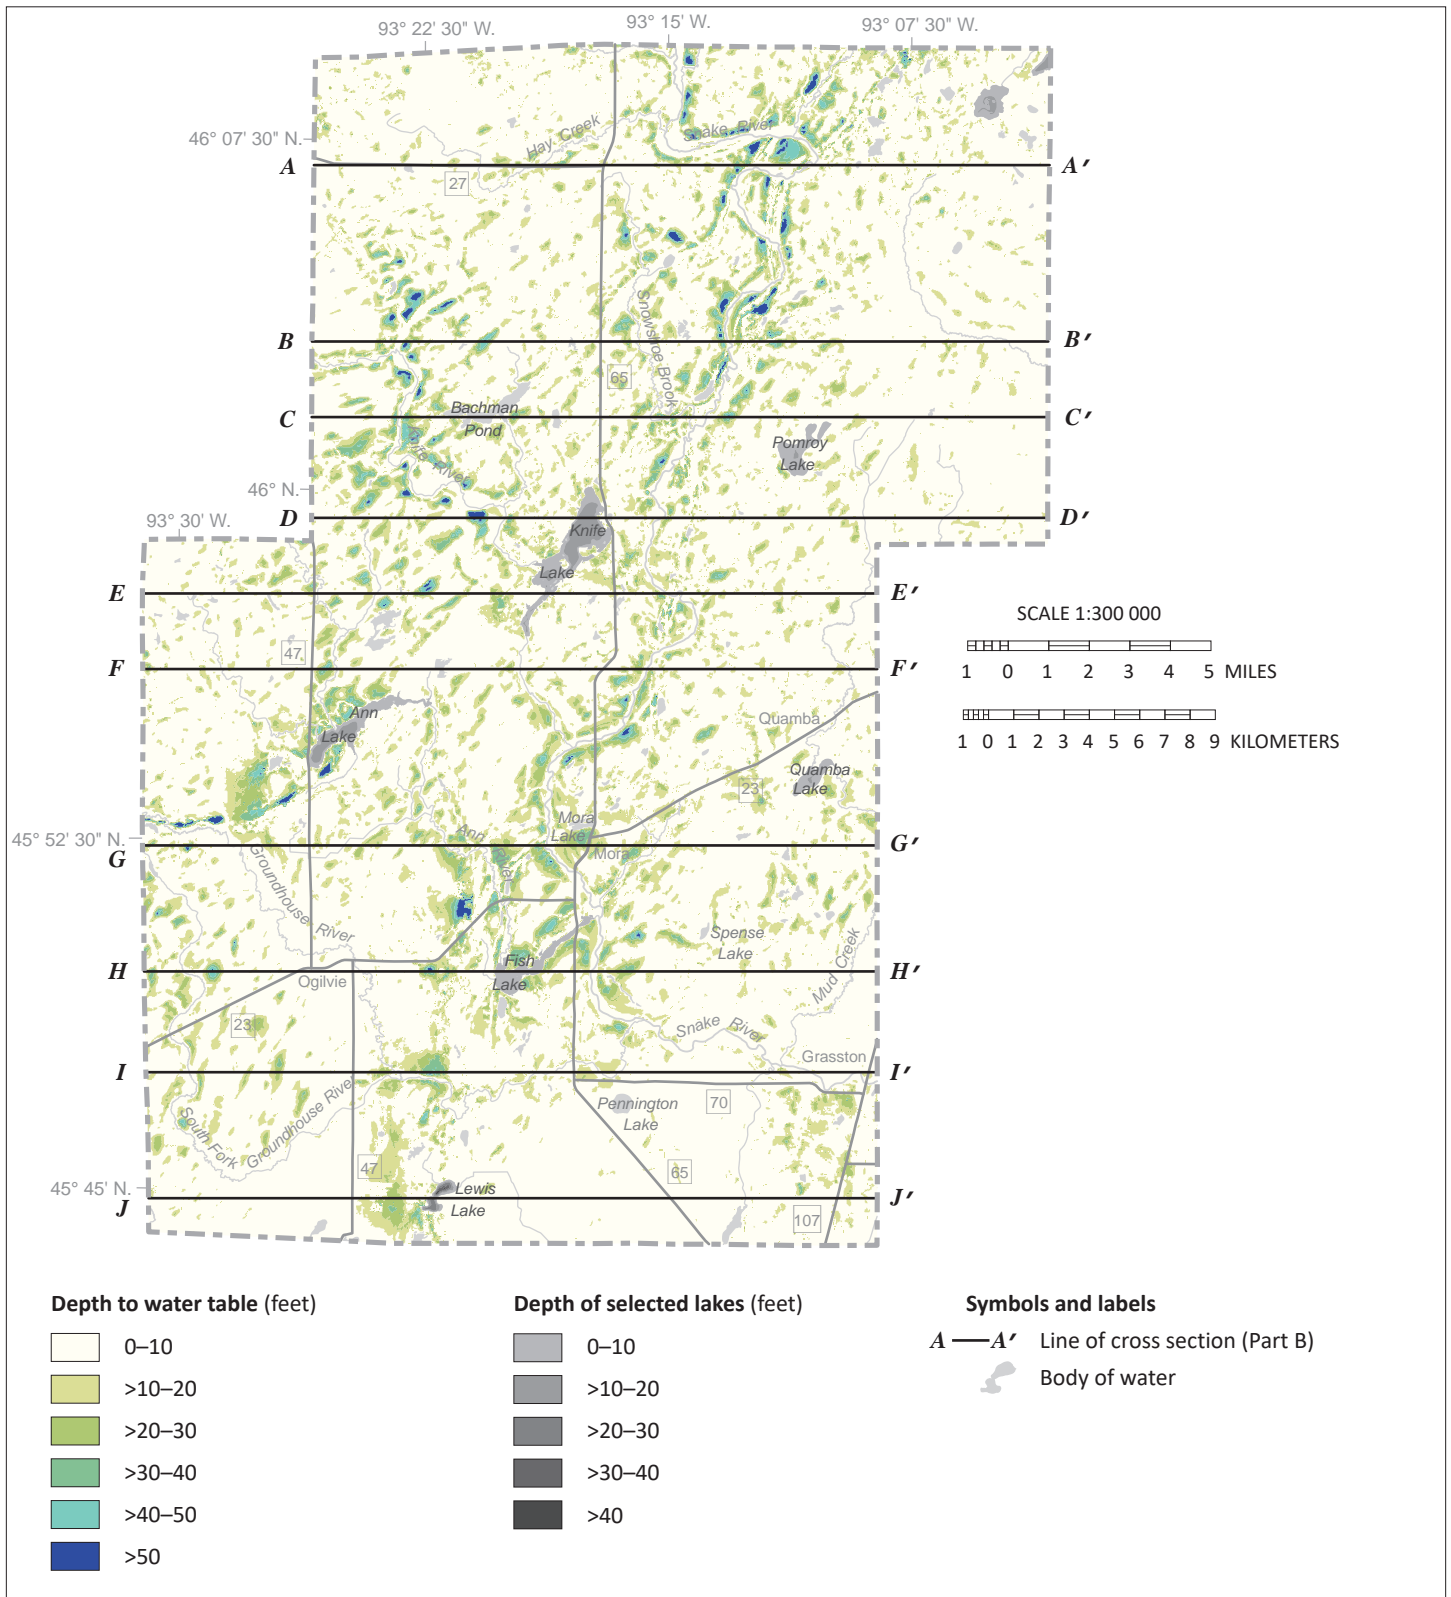 93° 22' 30" W.
93° 15' W.
93° 07' 30" W.
46° 07' 30" N.
Hay Creek
Snake River
A
A′
27
Snowshoe Brook
B
B′
65
Bachman
Pond
C
C′
Knife River
Pomroy
Lake
46° N.
D
D′
93° 30' W.
Knife
Lake
E
E′
SCALE 1:300 000
1 0 1 2 3 4 5 MILES
1 0 1 2 3 4 5 6 7 8 9 KILOMETERS
47
F
F′
Ann
Lake
Quamba
Quamba
Lake
23
Mora
Lake
Ann River
45° 52' 30" N.
G
G′
Mora
Groundhouse River
Spense
Lake
Mud Creek
Fish
Lake
H
H′
Ogilvie
23
Snake River
Grasston
I
I′
South Fork Groundhouse River
Pennington
Lake
70
47
65
45° 45' N.
Lewis
Lake
J
J′
107
Depth to water table (feet)
0–10
>10–20
>20–30
>30–40
>40–50
>50
Depth of selected lakes (feet)
0–10
>10–20
>20–30
>30–40
>40
Symbols and labels
A A′ Line of cross section (Part B)
Body of water